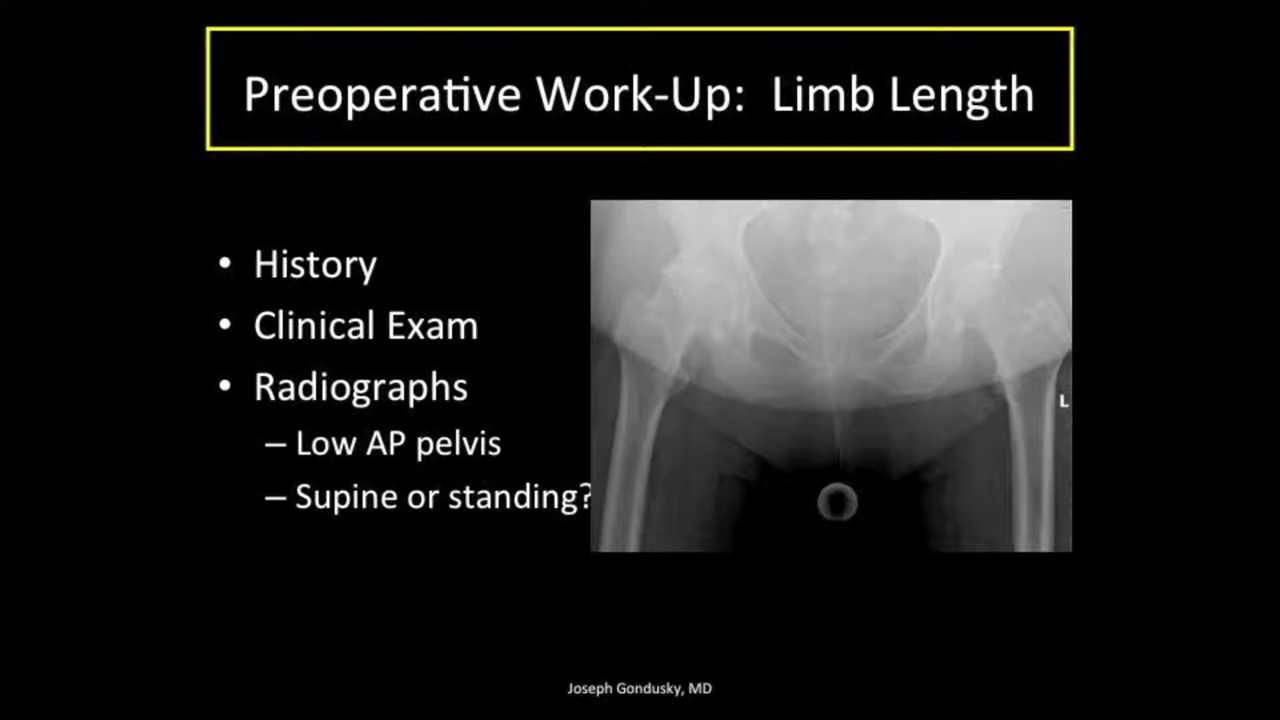 Preoperative Work-Up: Limb Length
• History
• Clinical Exam
• Radiographs
– Low AP pelvis
– Supine or standing?
L
Joseph Gondusky, MD